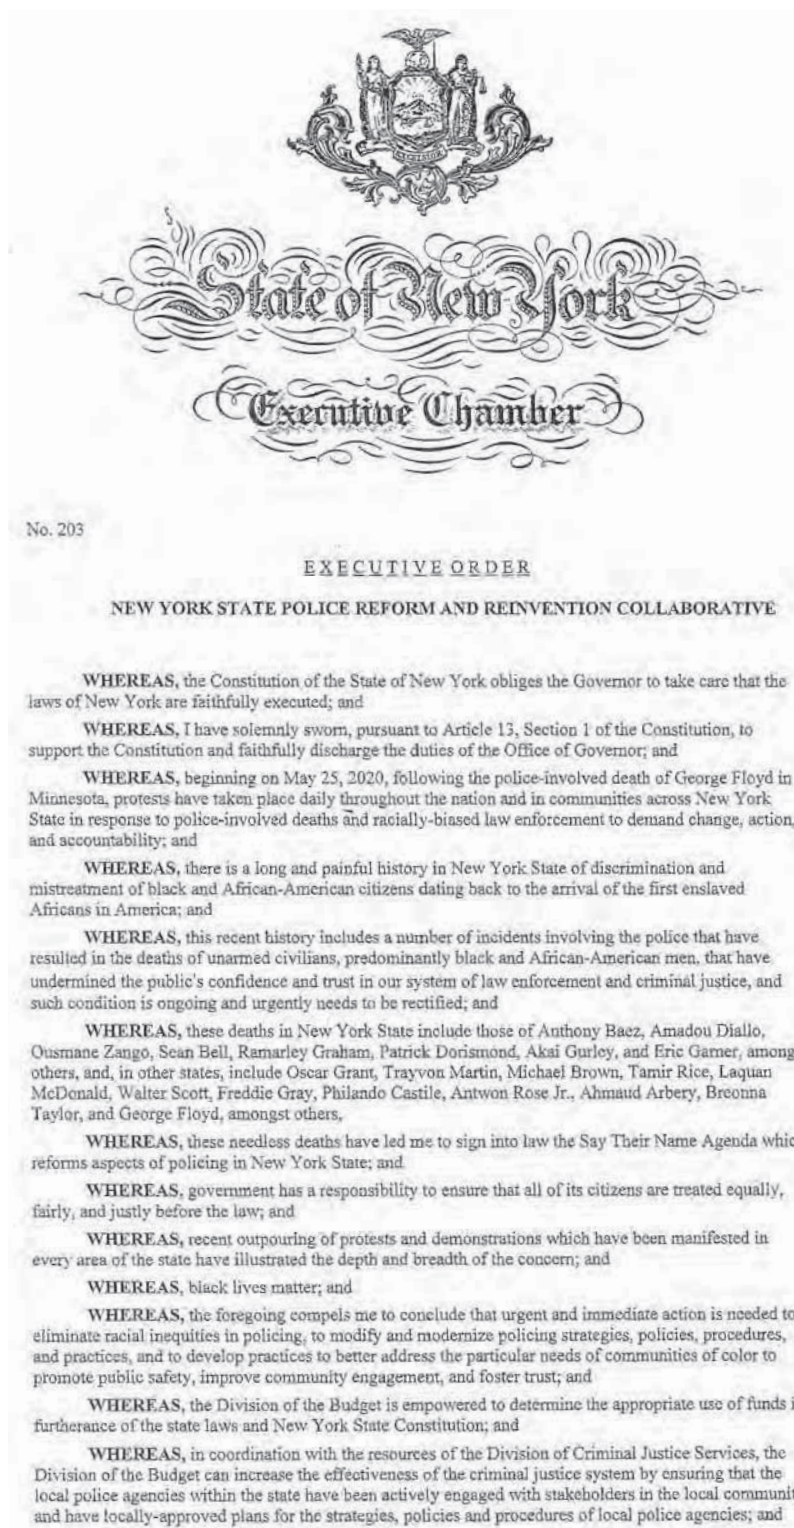 EXCELSIOR
State of New York
Executive Chamber
No. 203
EXECUTIVE ORDER
NEW YORK STATE POLICE REFORM AND REINVENTION COLLABORATIVE
WHEREAS, the Constitution of the State of New York obliges the Governor to take care that the
laws of New York are faithfully executed; and
WHEREAS, I have solemnly sworn, pursuant to Article 13, Section 1 of the Constitution, to
support the Constitution and faithfully discharge the duties of the Office of Governor; and
WHEREAS, beginning on May 25, 2020, following the police-involved death of George Floyd in
Minnesota, protests have taken place daily throughout the nation and in communities across New York
State in response to police-involved deaths and racially-biased law enforcement to demand change, action,
and accountability; and
WHEREAS, there is a long and painful history in New York State of discrimination and
mistreatment of black and African-American citizens dating back to the arrival of the first enslaved
Africans in America; and
WHEREAS, this recent history includes a number of incidents involving the police that have
resulted in the deaths of unarmed civilians, predominantly black and African-American men, that have
undermined the public's confidence and trust in our system of law enforcement and criminal justice, and
such condition is ongoing and urgently needs to be rectified; and
WHEREAS, these deaths in New York State include those of Anthony Baez, Amadou Diallo,
Ousmane Zango, Sean Bell, Ramarley Graham, Patrick Dorismond, Akai Gurley, and Eric Garner, among
others, and, in other states, include Oscar Grant, Trayvon Martin, Michael Brown, Tamir Rice, Laquan
McDonald, Walter Scott, Freddie Gray, Philando Castile, Antwon Rose Jr., Ahmaud Arbery, Breonna
Taylor, and George Floyd, amongst others,
WHEREAS, these needless deaths have led me to sign into law the Say Their Name Agenda whic
reforms aspects of policing in New York State; and
WHEREAS, government has a responsibility to ensure that all of its citizens are treated equally,
fairly, and justly before the law; and
WHEREAS, recent outpouring of protests and demonstrations which have been manifested in
every area of the state have illustrated the depth and breadth of the concern; and
WHEREAS, black lives matter; and
WHEREAS, the foregoing compels me to conclude that urgent and immediate action is needed to
eliminate racial inequities in policing, to modify and modernize policing strategies, policies, procedures,
and practices, and to develop practices to better address the particular needs of communities of color to
promote public safety, improve community engagement, and foster trust; and
WHEREAS, the Division of the Budget is empowered to determine the appropriate use of funds i
furtherance of the state laws and New York State Constitution; and
WHEREAS, in coordination with the resources of the Division of Criminal Justice Services, the
Division of the Budget can increase the effectiveness of the criminal justice system by ensuring that the
local police agencies within the state have been actively engaged with stakeholders in the local communit
and have locally-approved plans for the strategies, policies and procedures of local police agencies; and